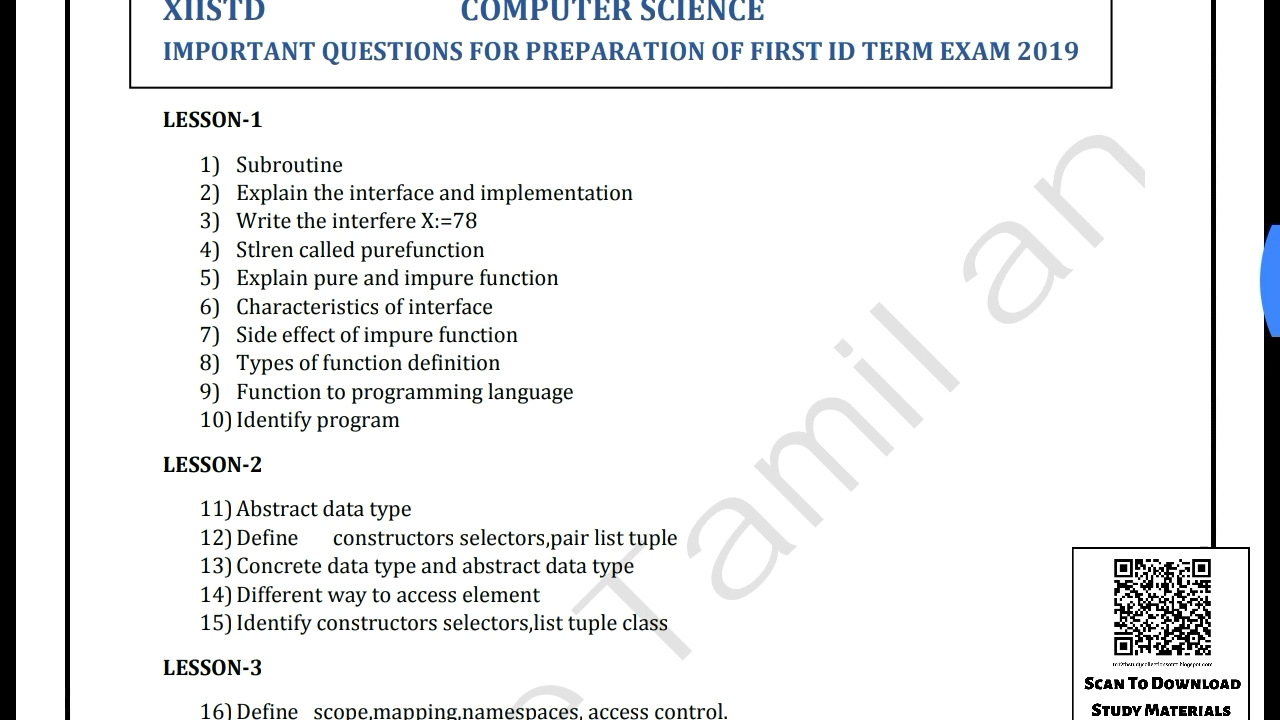 XIISTD COMPUTER SCIENCE
IMPORTANT QUESTIONS FOR PREPARATION OF FIRST ID TERM EXAM 2019
LESSON-1
1) Subroutine
2) Explain the interface and implementation
3) Write the interfere X:=78
4) Stlren called purefunction
5) Explain pure and impure function
6) Characteristics of interface
7) Side effect of impure function
8) Types of function definition
9) Function to programming language
10) Identify program
LESSON-2
11) Abstract data type
12) Define constructors selectors,pair list tuple
13) Concrete data type and abstract data type
14) Different way to access element
15) Identify constructors selectors,list tuple class
LESSON-3
16) Define scope,mapping,namespaces, access control.
Tamil an
SCAN TO DOWNLOAD
STUDY MATERIALS